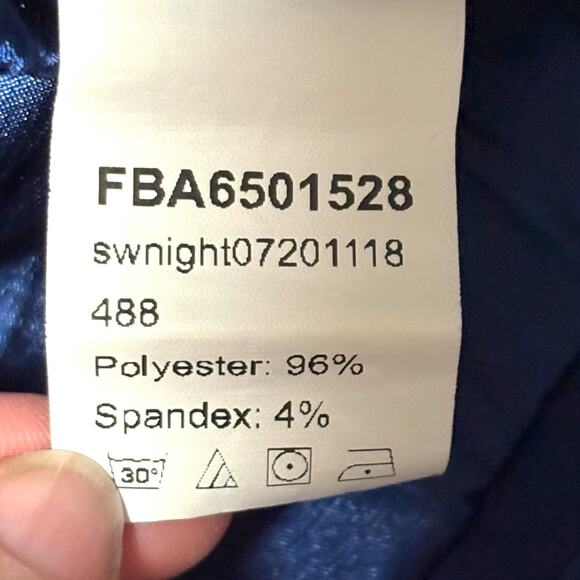 FBA6501528
swnight07201118
488
Polyester: 96%
Spandex: 4%
30°